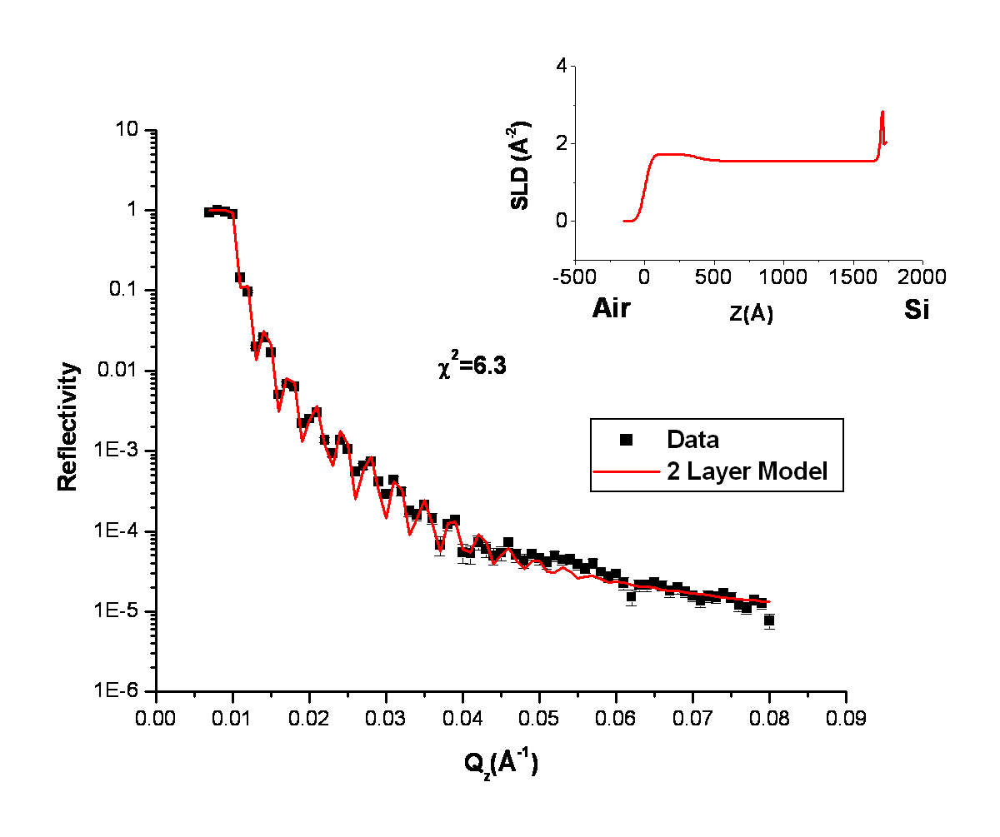 4
2
0
SLD (Å⁻²)
-500 0 500 1000 1500 2000
Air
Z(Å)
Si
10
1
0.1
0.01
1E-3
1E-4
1E-5
1E-6
Reflectivity
χ²=6.3
Data
2 Layer Model
0.00 0.01 0.02 0.03 0.04 0.05 0.06 0.07 0.08 0.09
Q_z(Å⁻¹)